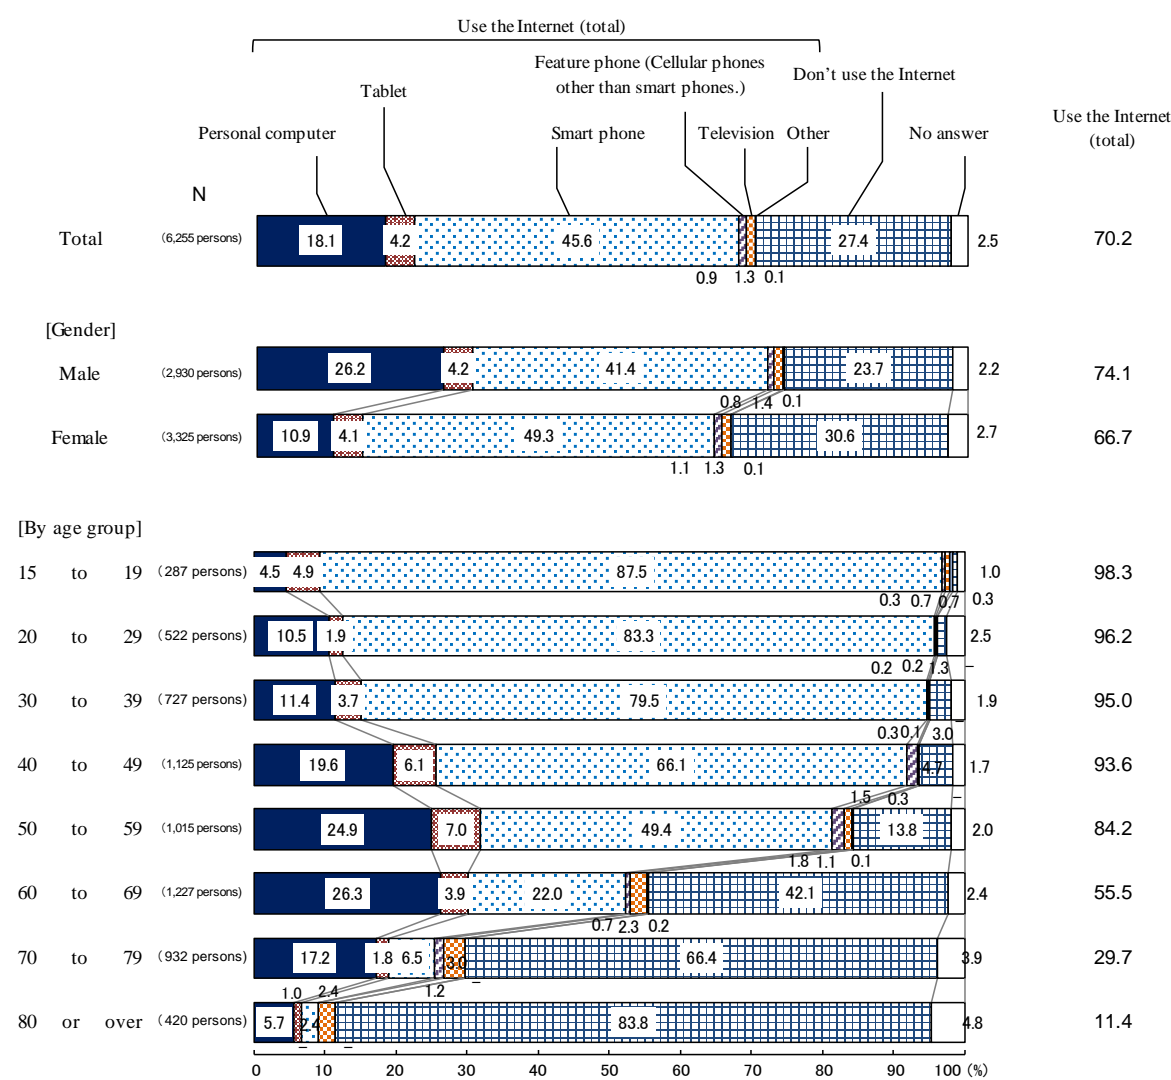 Use the Internet (total)
Feature phone (Cellular phones
other than smart phones.)
Don't use the Internet
Tablet
Use the Internet
(total)
Personal computer Smart phone Television Other No answer
N
Total (6,255 persons) 18.1 4.2 45.6 27.4 2.5 70.2
0.9 1.3 0.1
[Gender]
Male (2,930 persons) 26.2 4.2 41.4 23.7 2.2 74.1
0.8 1.4 0.1
Female (3,325 persons) 10.9 4.1 49.3 30.6 2.7 66.7
1.1 1.3 0.1
[By age group]
15 to 19 (287 persons) 4.5 4.9 87.5 1.0 98.3
0.3 0.7 0.7 0.3
20 to 29 (522 persons) 10.5 1.9 83.3 2.5 96.2
0.2 0.2 1.3 –
30 to 39 (727 persons) 11.4 3.7 79.5 1.9 95.0
0.3 0.1 3.0 –
40 to 49 (1,125 persons) 19.6 6.1 66.1 4.7 1.7 93.6
1.5 0.3 –
50 to 59 (1,015 persons) 24.9 7.0 49.4 13.8 2.0 84.2
1.8 1.1 0.1
60 to 69 (1,227 persons) 26.3 3.9 22.0 42.1 2.4 55.5
0.7 2.3 0.2
70 to 79 (932 persons) 17.2 1.8 6.5 3.0 66.4 3.9 29.7
1.0 2.4 1.2 –
80 or over (420 persons) 5.7 2.4 83.8 4.8 11.4
– –
0 10 20 30 40 50 60 70 80 90 100 (%)